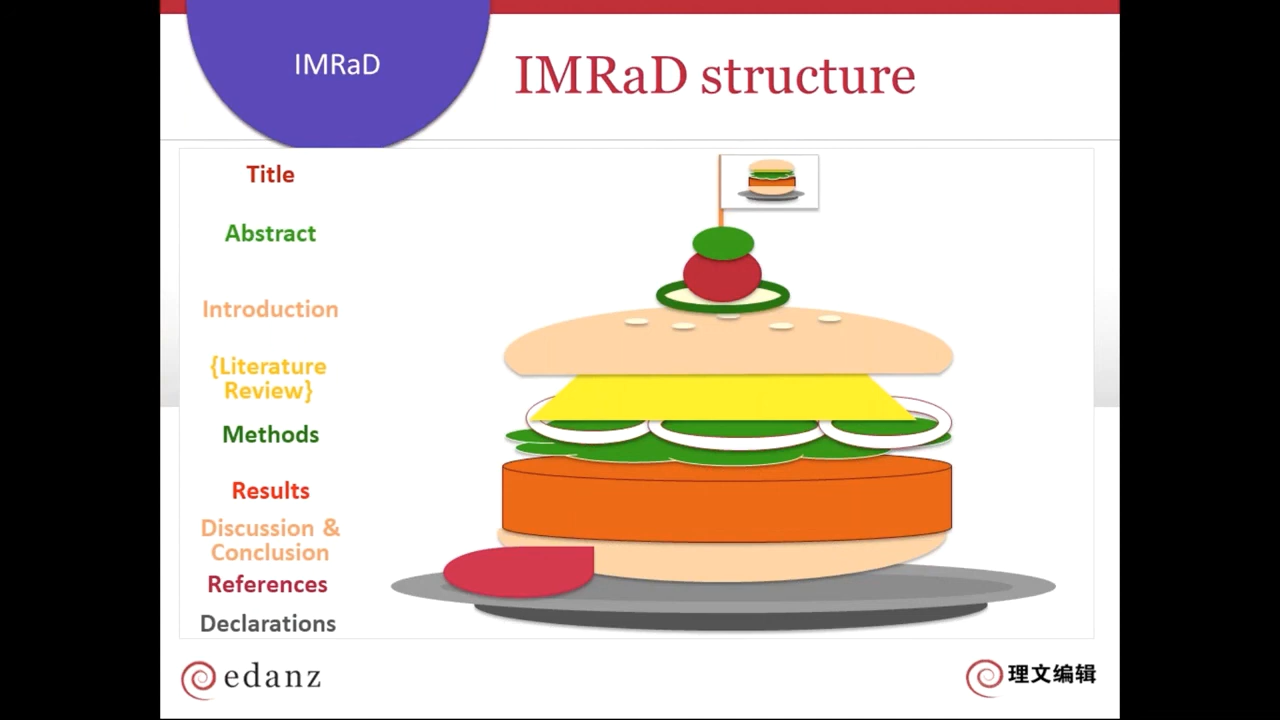 IMRaD
IMRaD structure
Title
Abstract
Introduction
{Literature
Review}
Methods
Results
Discussion &
Conclusion
References
Declarations
edanz
理文编辑